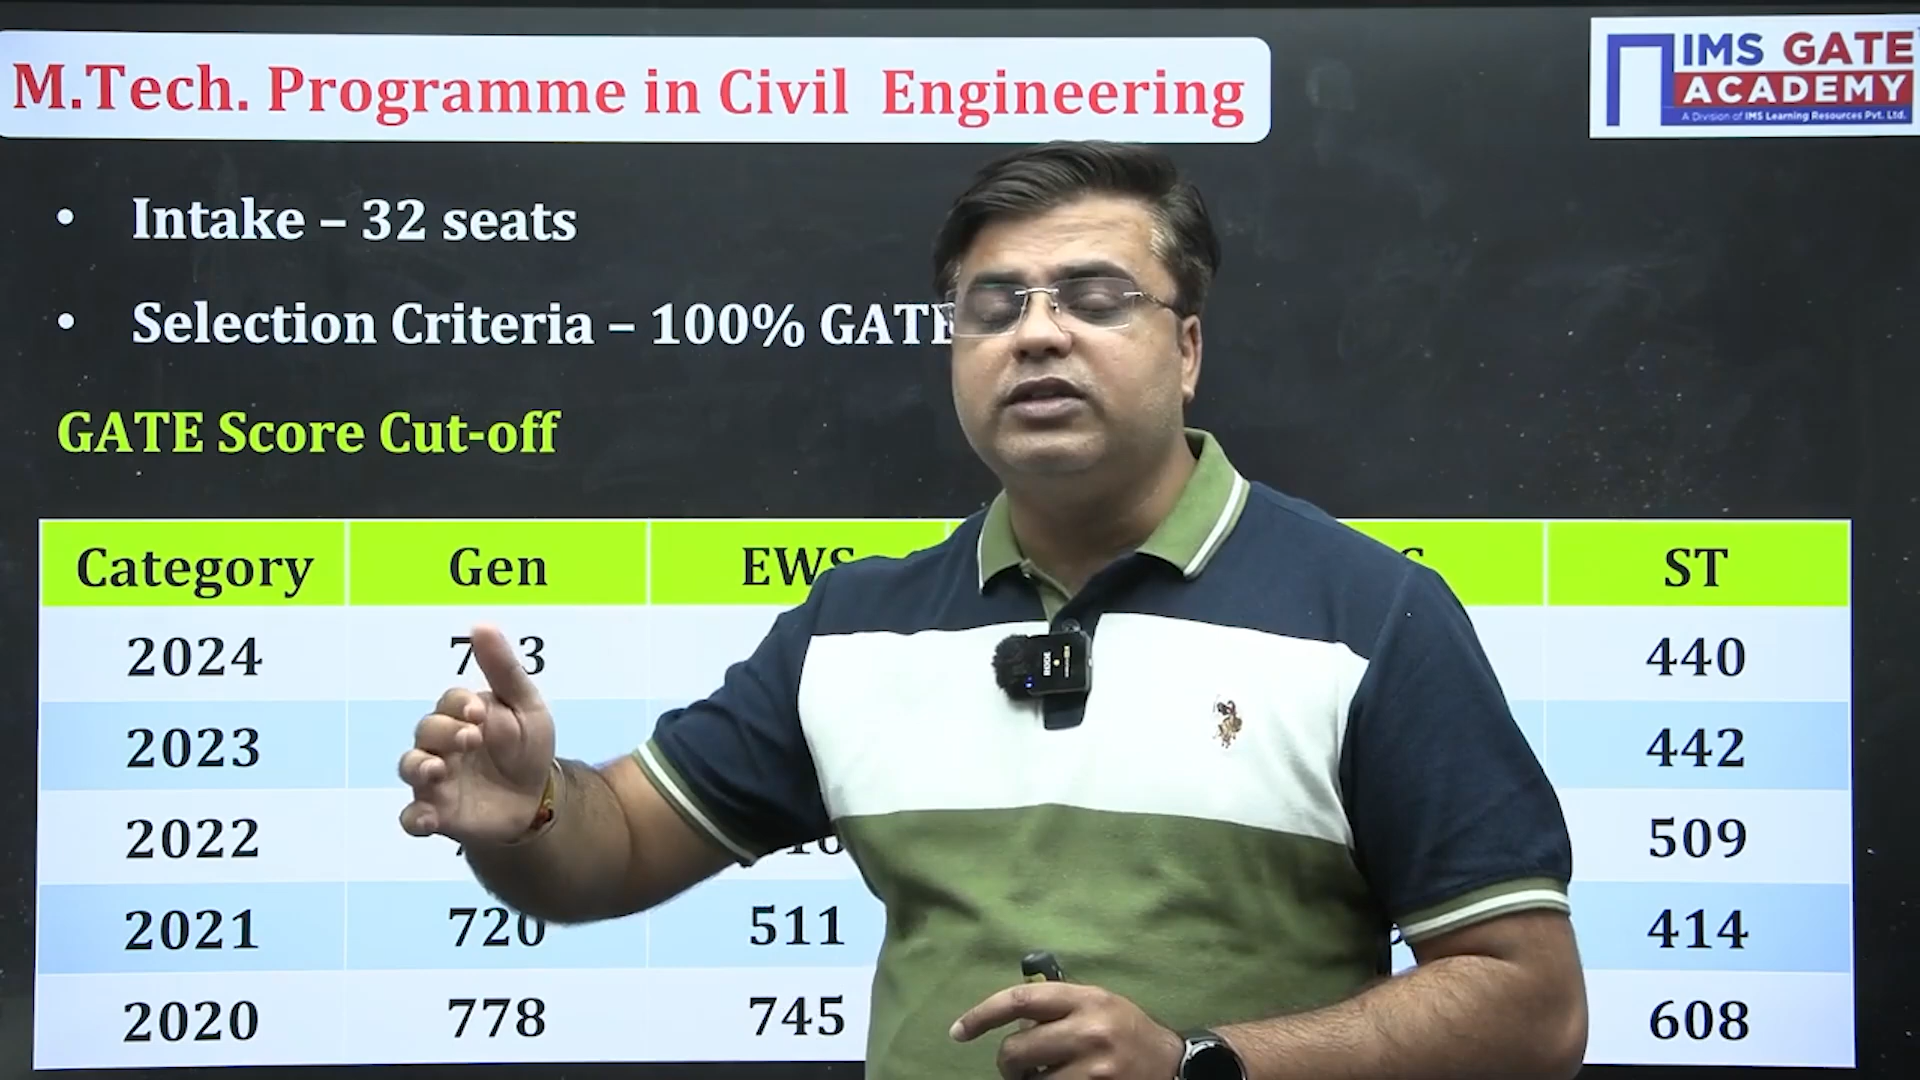 M.Tech. Programme in Civil Engineering
IMS GATE
ACADEMY
A Division of IMS Learning Resources Pvt. Ltd.
• Intake – 32 seats
• Selection Criteria – 100% GATE
GATE Score Cut-off
Category Gen EWS ST
2024 440
2023 442
2022 509
2021 720 511 414
2020 778 745 608
RODE